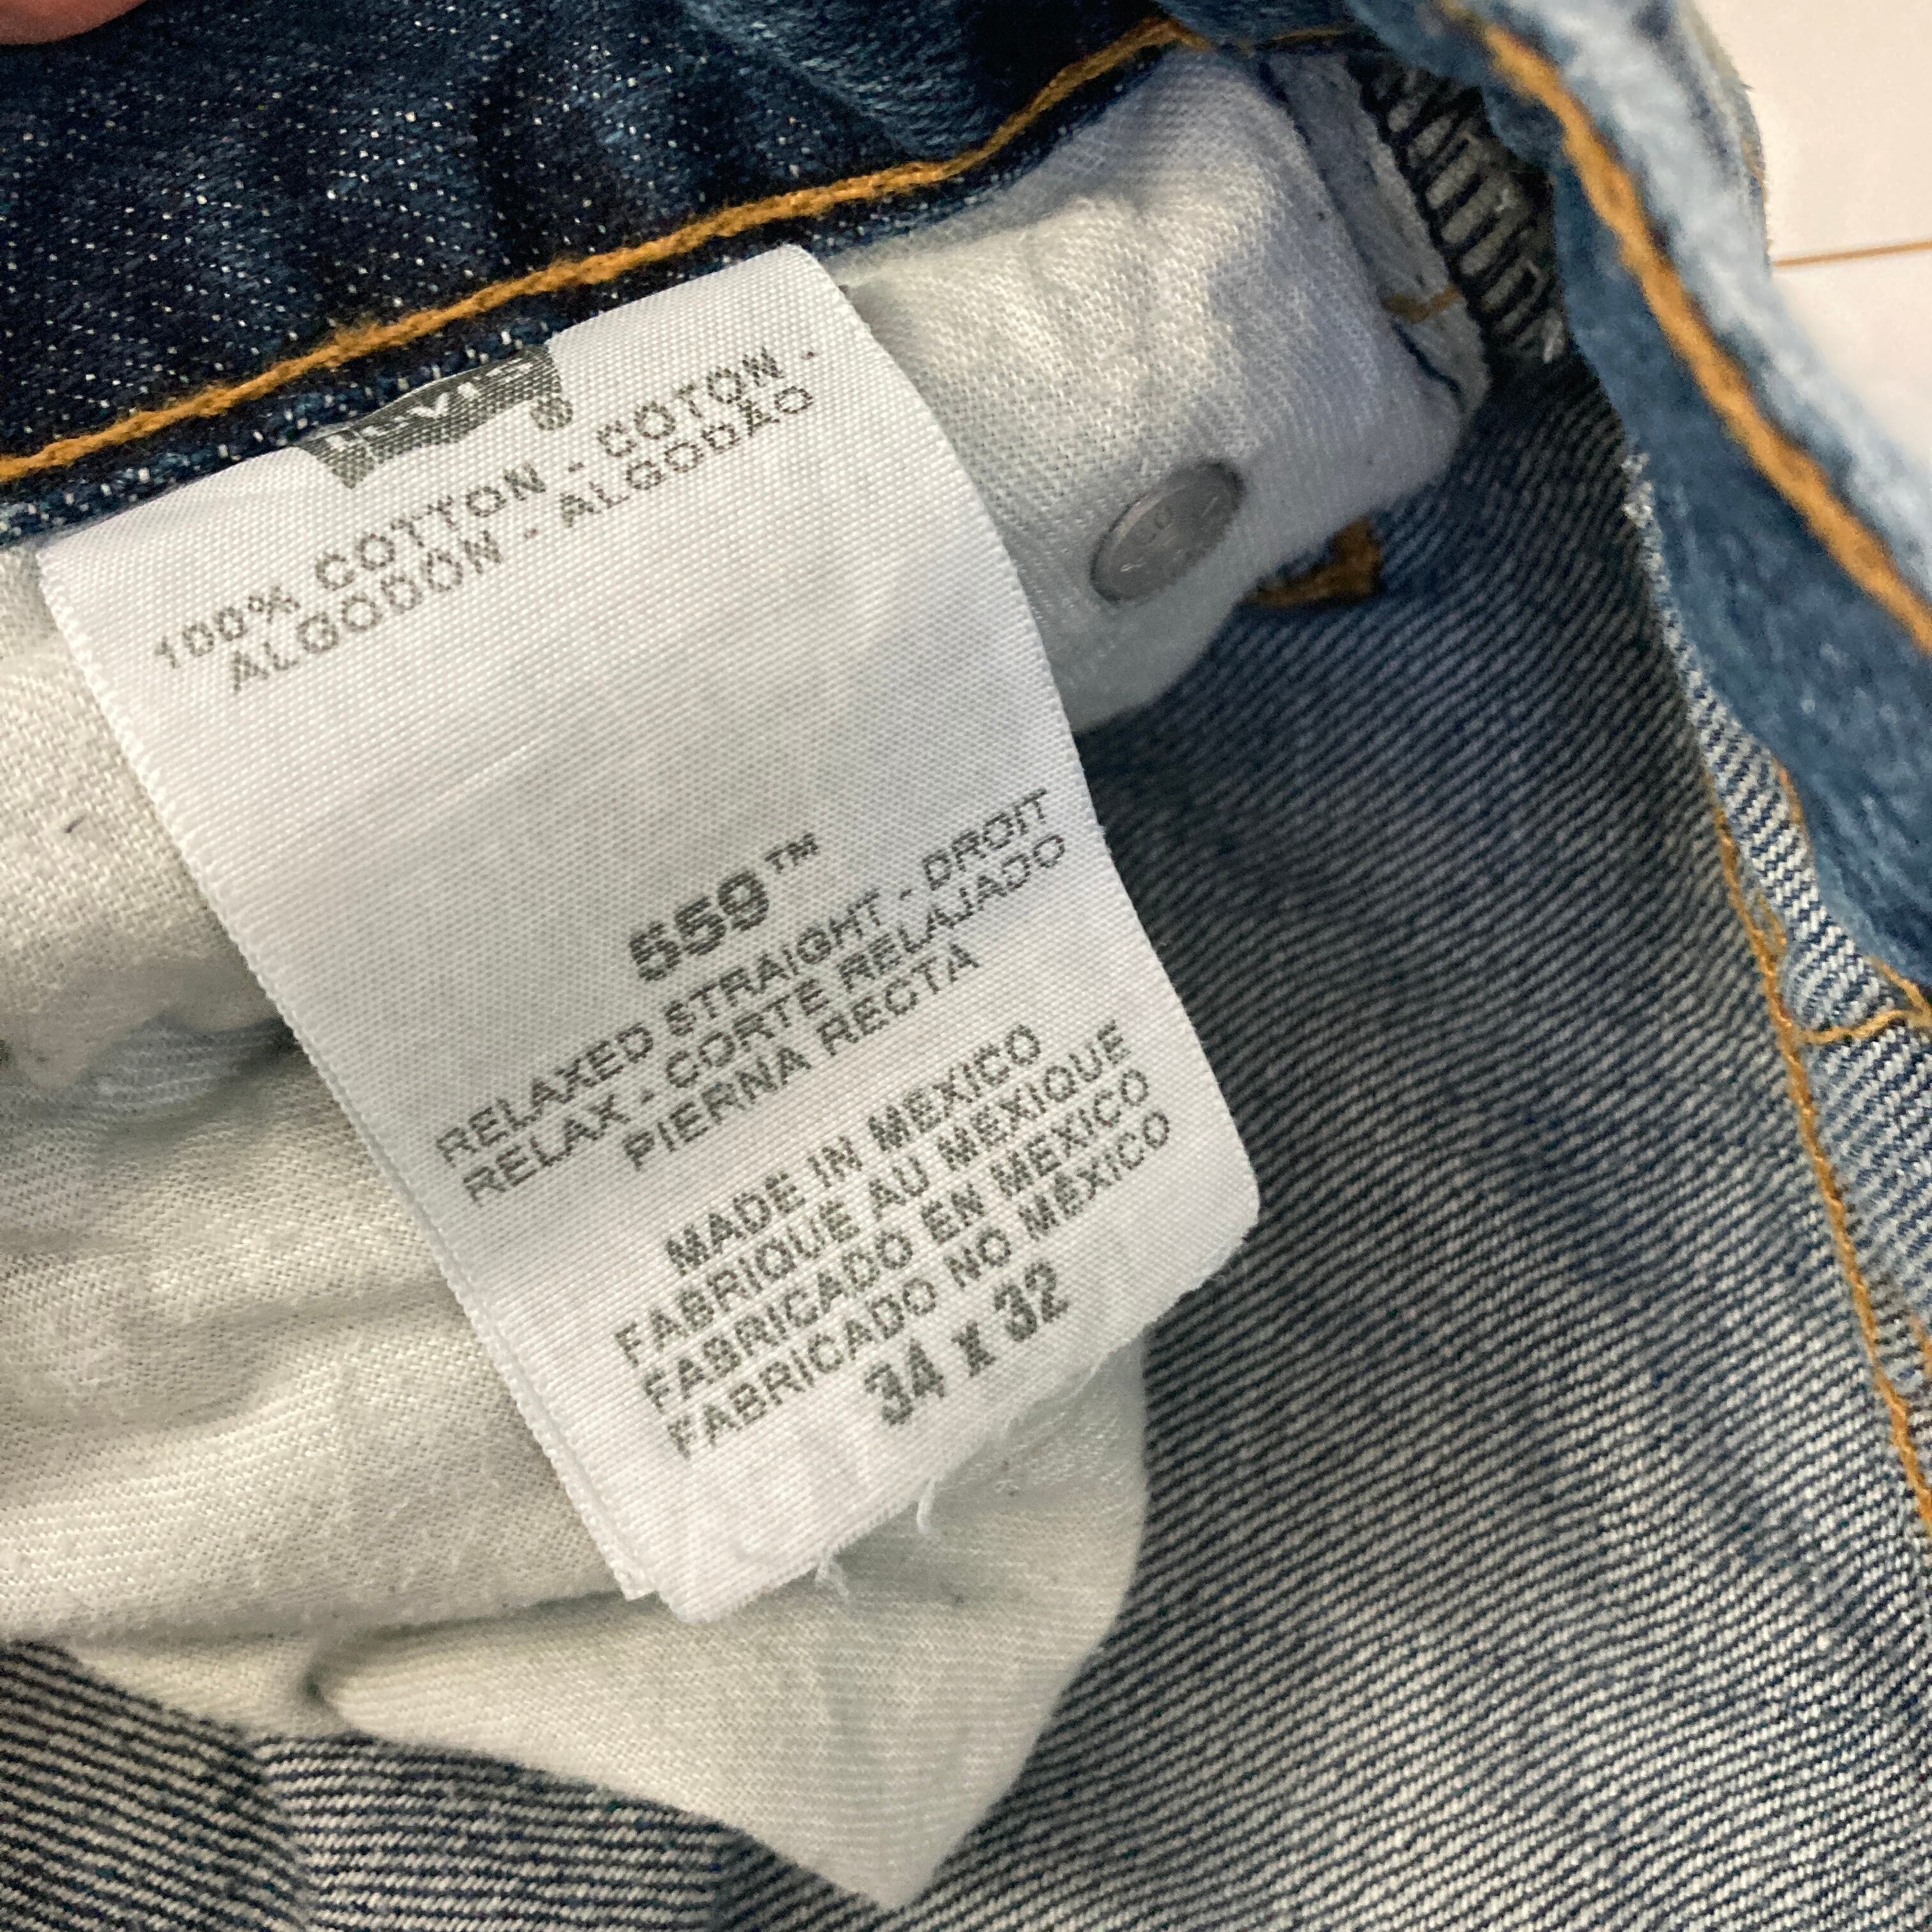 LEVI'S ®
100% COTTON - COTON -
ALGODÓN - ALGODÃO
559™
RELAXED STRAIGHT - DROIT
RELAX - CORTE RELAJADO
PIERNA RECTA
MADE IN MEXICO
FABRIQUÉ AU MEXIQUE
FABRICADO EN MEXICO
FABRICADO NO MÉXICO
34 x 32